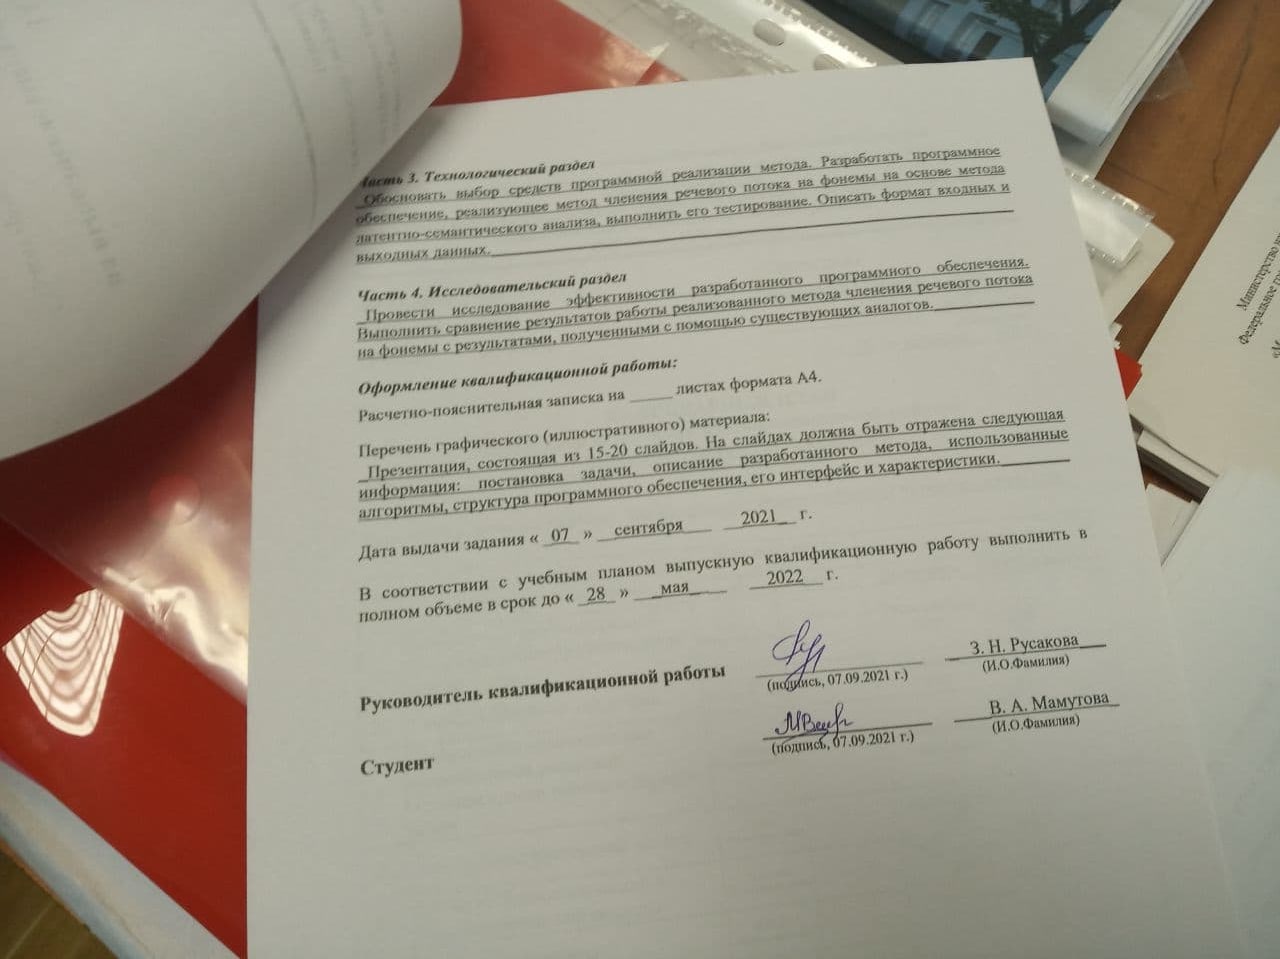 Часть 3. Технологический раздел
Обосновать выбор средств программной реализации метода. Разработать программное
обеспечение, реализующее метод членения речевого потока на фонемы на основе метода
латентно-семантического анализа, выполнить его тестирование. Описать формат входных и
выходных данных.
Часть 4. Исследовательский раздел
Провести исследование эффективности разработанного программного обеспечения.
Выполнить сравнение результатов работы реализованного метода членения речевого потока
на фонемы с результатами, полученными с помощью существующих аналогов.
Оформление квалификационной работы:
Расчетно-пояснительная записка на _____ листах формата А4.
Перечень графического (иллюстративного) материала:
Презентация, состоящая из 15-20 слайдов. На слайдах должна быть отражена следующая
информация: постановка задачи, описание разработанного метода, использованные
алгоритмы, структура программного обеспечения, его интерфейс и характеристики.
Дата выдачи задания « 07 » сентября 2021 г.
В соответствии с учебным планом выпускную квалификационную работу выполнить в
полном объеме в срок до « 28 » мая 2022 г.
Руководитель квалификационной работы (подпись, 07.09.2021 г.) З. Н. Русакова
(И.О.Фамилия)
Студент (подпись, 07.09.2021 г.) В. А. Мамутова
(И.О.Фамилия)
Министерство
Федеральное